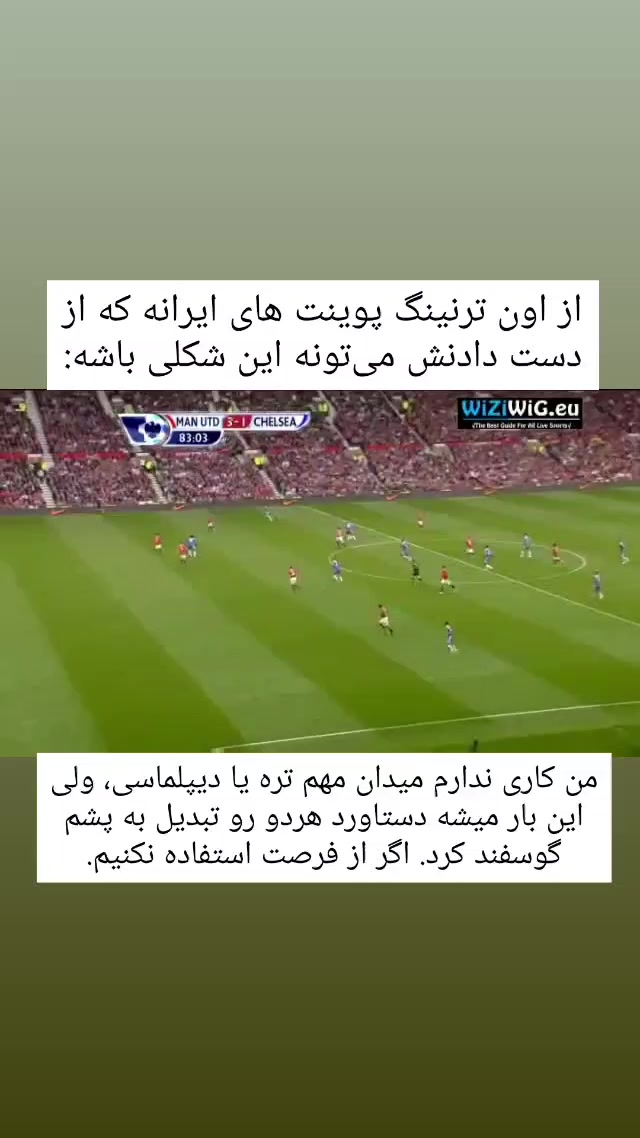 از اون ترنینگ پوینت های ایرانه که از
دست دادنش می‌تونه این شکلی باشه:
WiZiWiG.eu
√The Best Guide For All Live Sports√
MAN UTD 3-1 CHELSEA
83:03
من کاری ندارم میدان مهم تره یا دیپلماسی، ولی
این بار میشه دستاورد هردو رو تبدیل به پشم
گوسفند کرد. اگر از فرصت استفاده نکنیم.